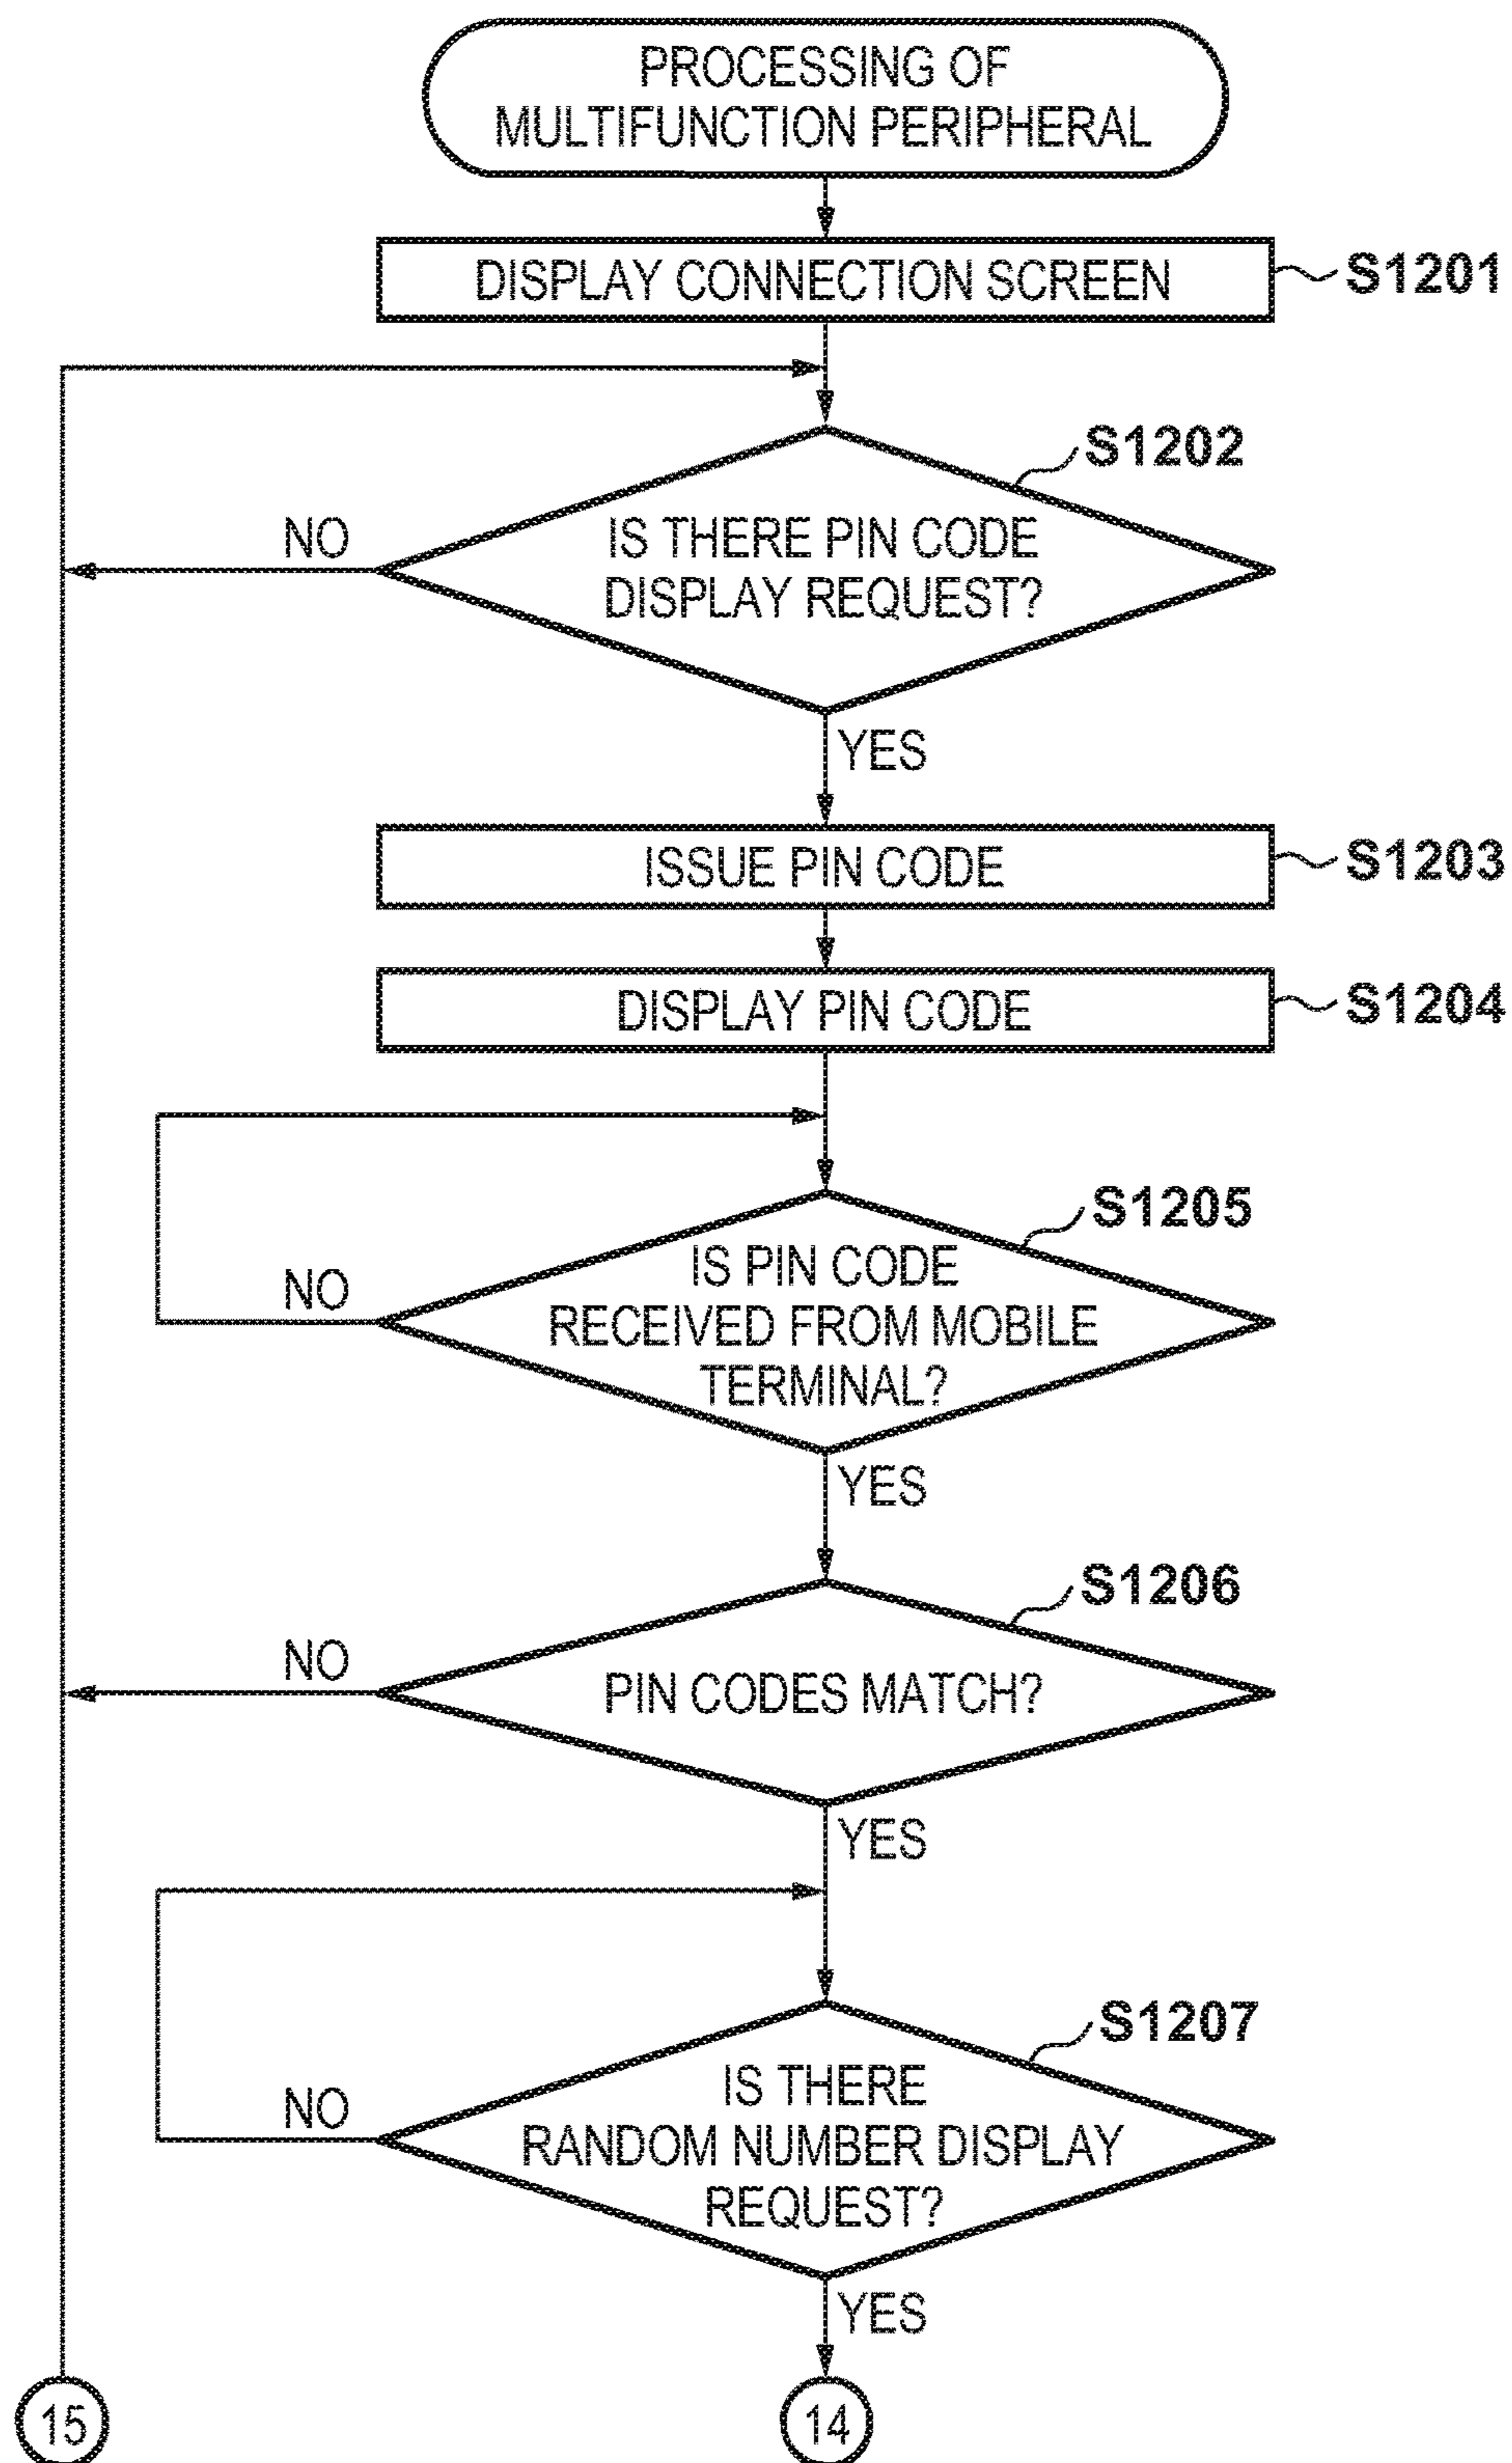 PROCESSING OF
MULTIFUNCTION PERIPHERAL
DISPLAY CONNECTION SCREEN
S1201
S1202
NO
IS THERE PIN CODE
DISPLAY REQUEST?
YES
ISSUE PIN CODE
S1203
DISPLAY PIN CODE
S1204
S1205
NO
IS PIN CODE
RECEIVED FROM MOBILE
TERMINAL?
YES
S1206
NO
PIN CODES MATCH?
YES
S1207
NO
IS THERE
RANDOM NUMBER DISPLAY
REQUEST?
YES
15
14